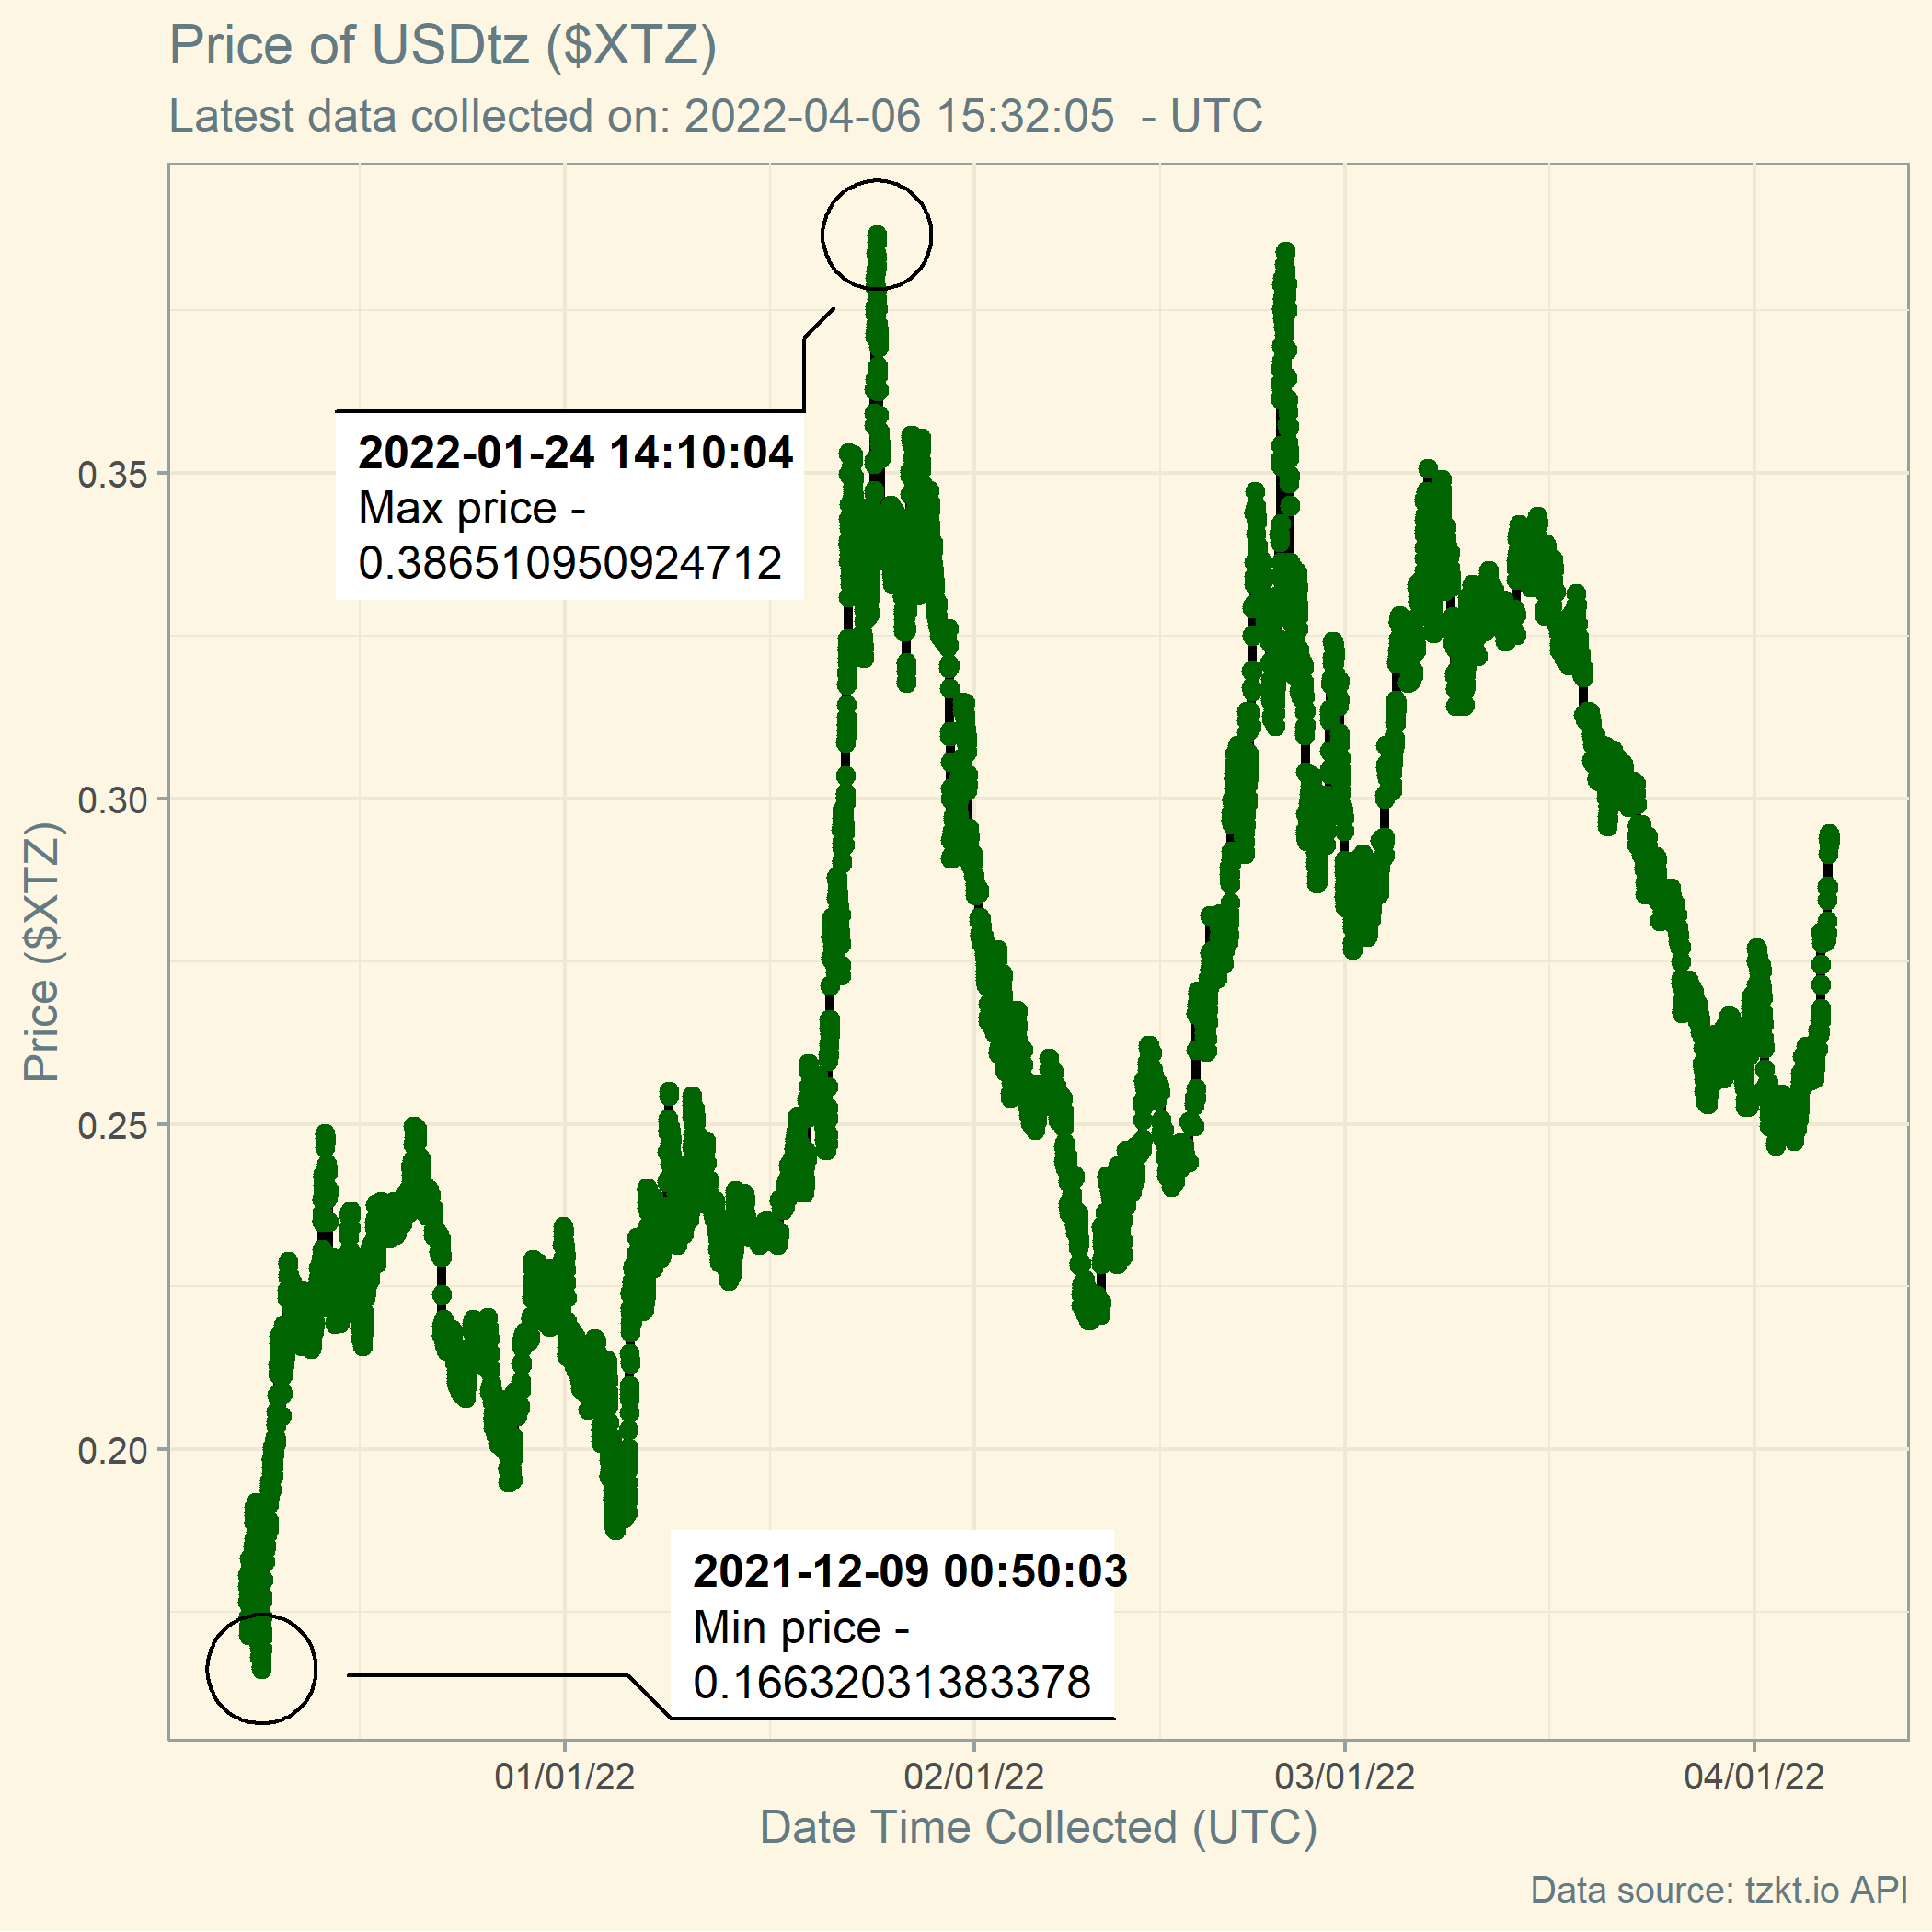 Price of USDtz ($XTZ)
Latest data collected on: 2022-04-06 15:32:05  - UTC
2022-01-24 14:10:04
Max price -
0.386510950924712
0.35
0.30
0.25
0.20
Price ($XTZ)
2021-12-09 00:50:03
Min price -
0.16632031383378
01/01/22
02/01/22
03/01/22
04/01/22
Date Time Collected (UTC)
Data source: tzkt.io API